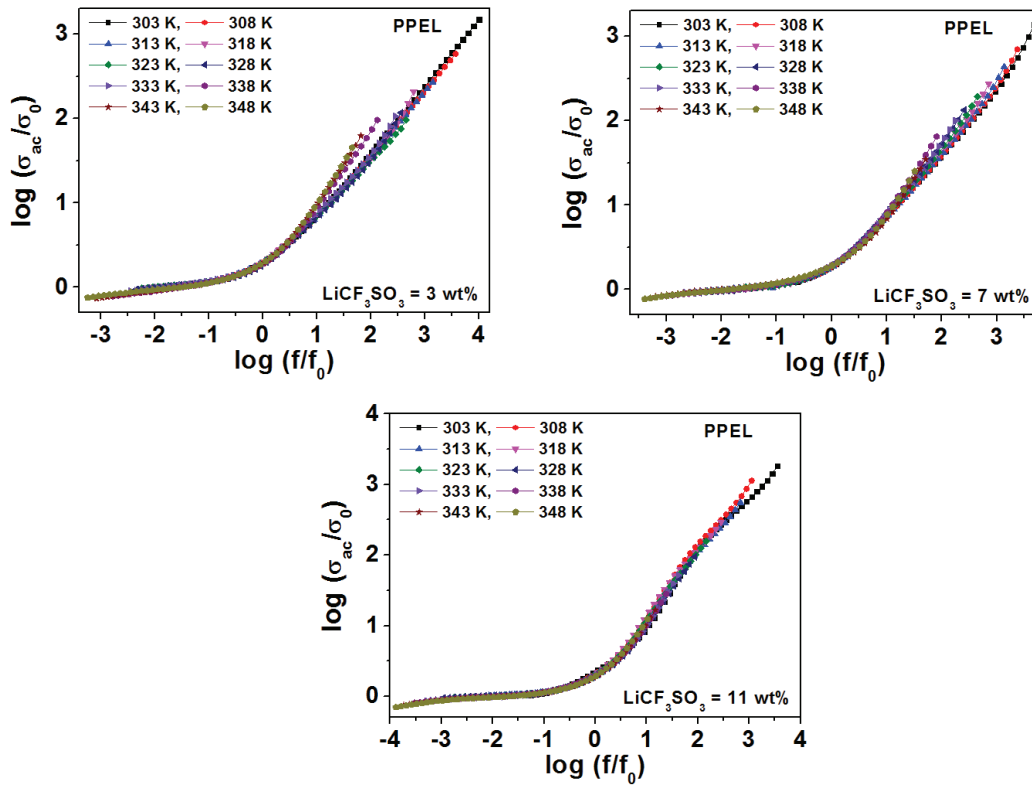 303 K, 308 K
313 K, 318 K
323 K, 328 K
333 K, 338 K
343 K, 348 K
PPEL
3
2
1
0
log (σac/σ0)
LiCF3SO3 = 3 wt%
-3 -2 -1 0 1 2 3 4
log (f/f0)
303 K, 308 K
313 K, 318 K
323 K, 328 K
333 K, 338 K
343 K, 348 K
PPEL
3
2
1
0
log (σac/σ0)
LiCF3SO3 = 7 wt%
-3 -2 -1 0 1 2 3
log (f/f0)
303 K, 308 K
313 K, 318 K
323 K, 328 K
333 K, 338 K
343 K, 348 K
PPEL
4
3
2
1
0
log (σac/σ0)
LiCF3SO3 = 11 wt%
-4 -3 -2 -1 0 1 2 3 4
log (f/f0)